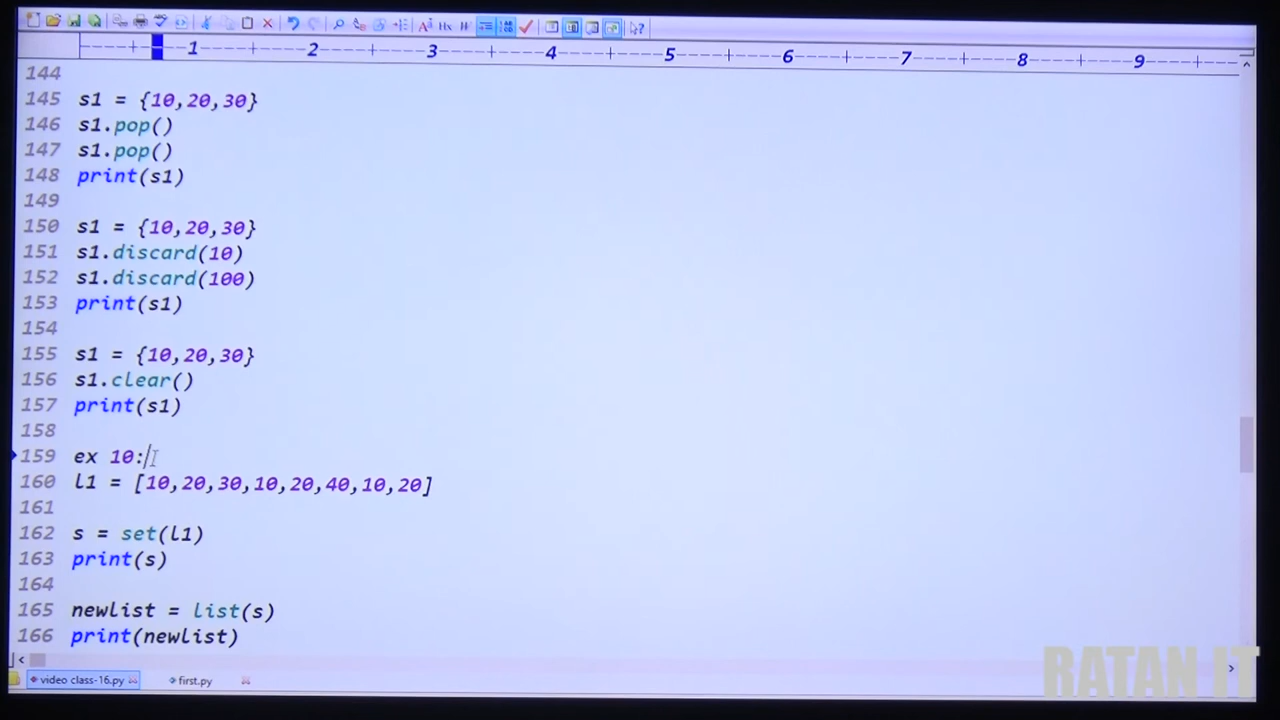 1 2 3 4 5 6 7 8 9
144
145 s1 = {10,20,30}
146 s1.pop()
147 s1.pop()
148 print(s1)
149
150 s1 = {10,20,30}
151 s1.discard(10)
152 s1.discard(100)
153 print(s1)
154
155 s1 = {10,20,30}
156 s1.clear()
157 print(s1)
158
159 ex 10:
160 l1 = [10,20,30,10,20,40,10,20]
161
162 s = set(l1)
163 print(s)
164
165 newlist = list(s)
166 print(newlist)
RATAN IT
video class-16.py first.py